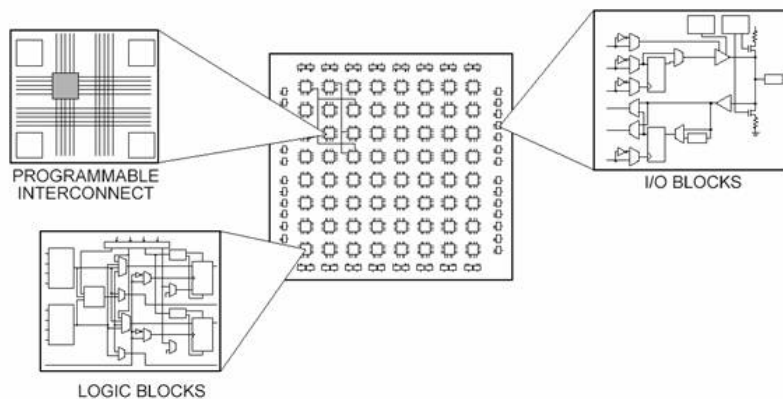 PROGRAMMABLE
INTERCONNECT
I/O BLOCKS
LOGIC BLOCKS